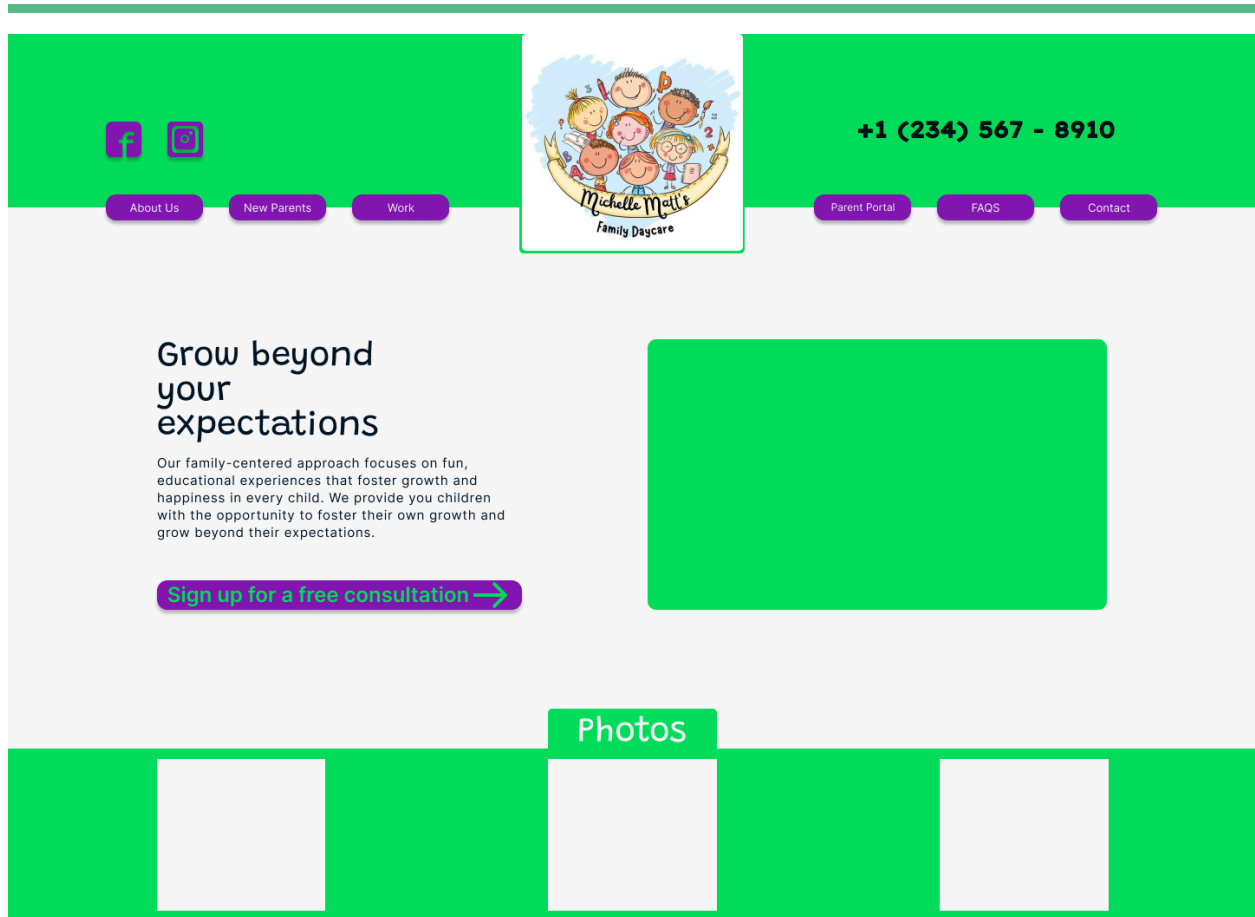 +1 (234) 567 - 8910
About Us
New Parents
Work
Michelle Matt's
Family Daycare
Parent Portal
FAQS
Contact
Grow beyond
your
expectations
Our family-centered approach focuses on fun,
educational experiences that foster growth and
happiness in every child. We provide you children
with the opportunity to foster their own growth and
grow beyond their expectations.
Sign up for a free consultation
Photos